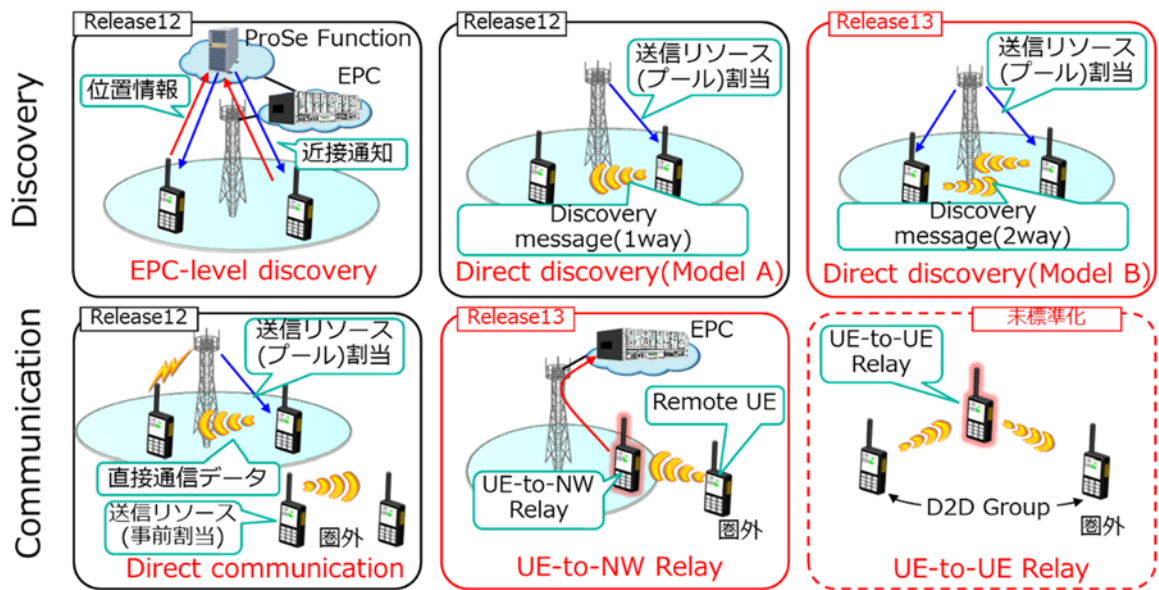 Discovery
Release12
ProSe Function
EPC
位置情報
近接通知
EPC-level discovery
Release12
送信リソース
(プール)割当
Discovery
message(1way)
Direct discovery(Model A)
Release13
送信リソース
(プール)割当
Discovery
message(2way)
Direct discovery(Model B)
Communication
Release12
送信リソース
(プール)割当
直接通信データ
送信リソース
(事前割当)
圏外
Direct communication
Release13
EPC
Remote UE
UE-to-NW
Relay
圏外
UE-to-NW Relay
未標準化
UE-to-UE
Relay
D2D Group
圏外
UE-to-UE Relay